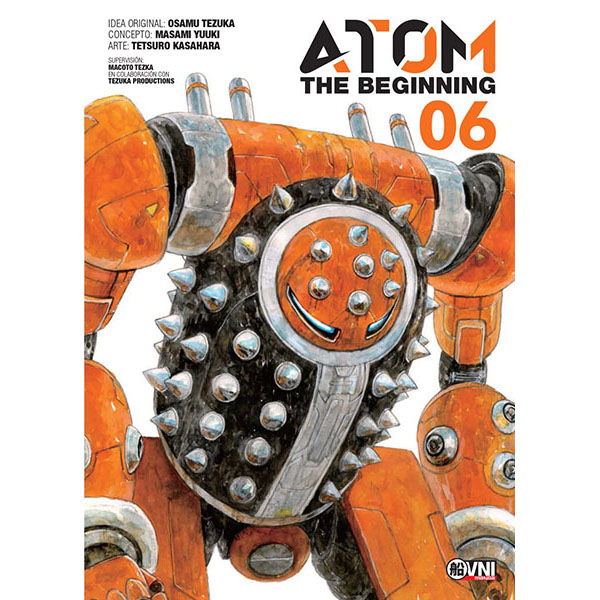 IDEA ORIGINAL: OSAMU TEZUKA
CONCEPTO: MASAMI YUUKI
ARTE: TETSURO KASAHARA
SUPERVISIÓN:
MACOTO TEZKA
EN COLABORACIÓN CON
TEZUKA PRODUCTIONS
ATOM
THE BEGINNING
06
船 OVNI